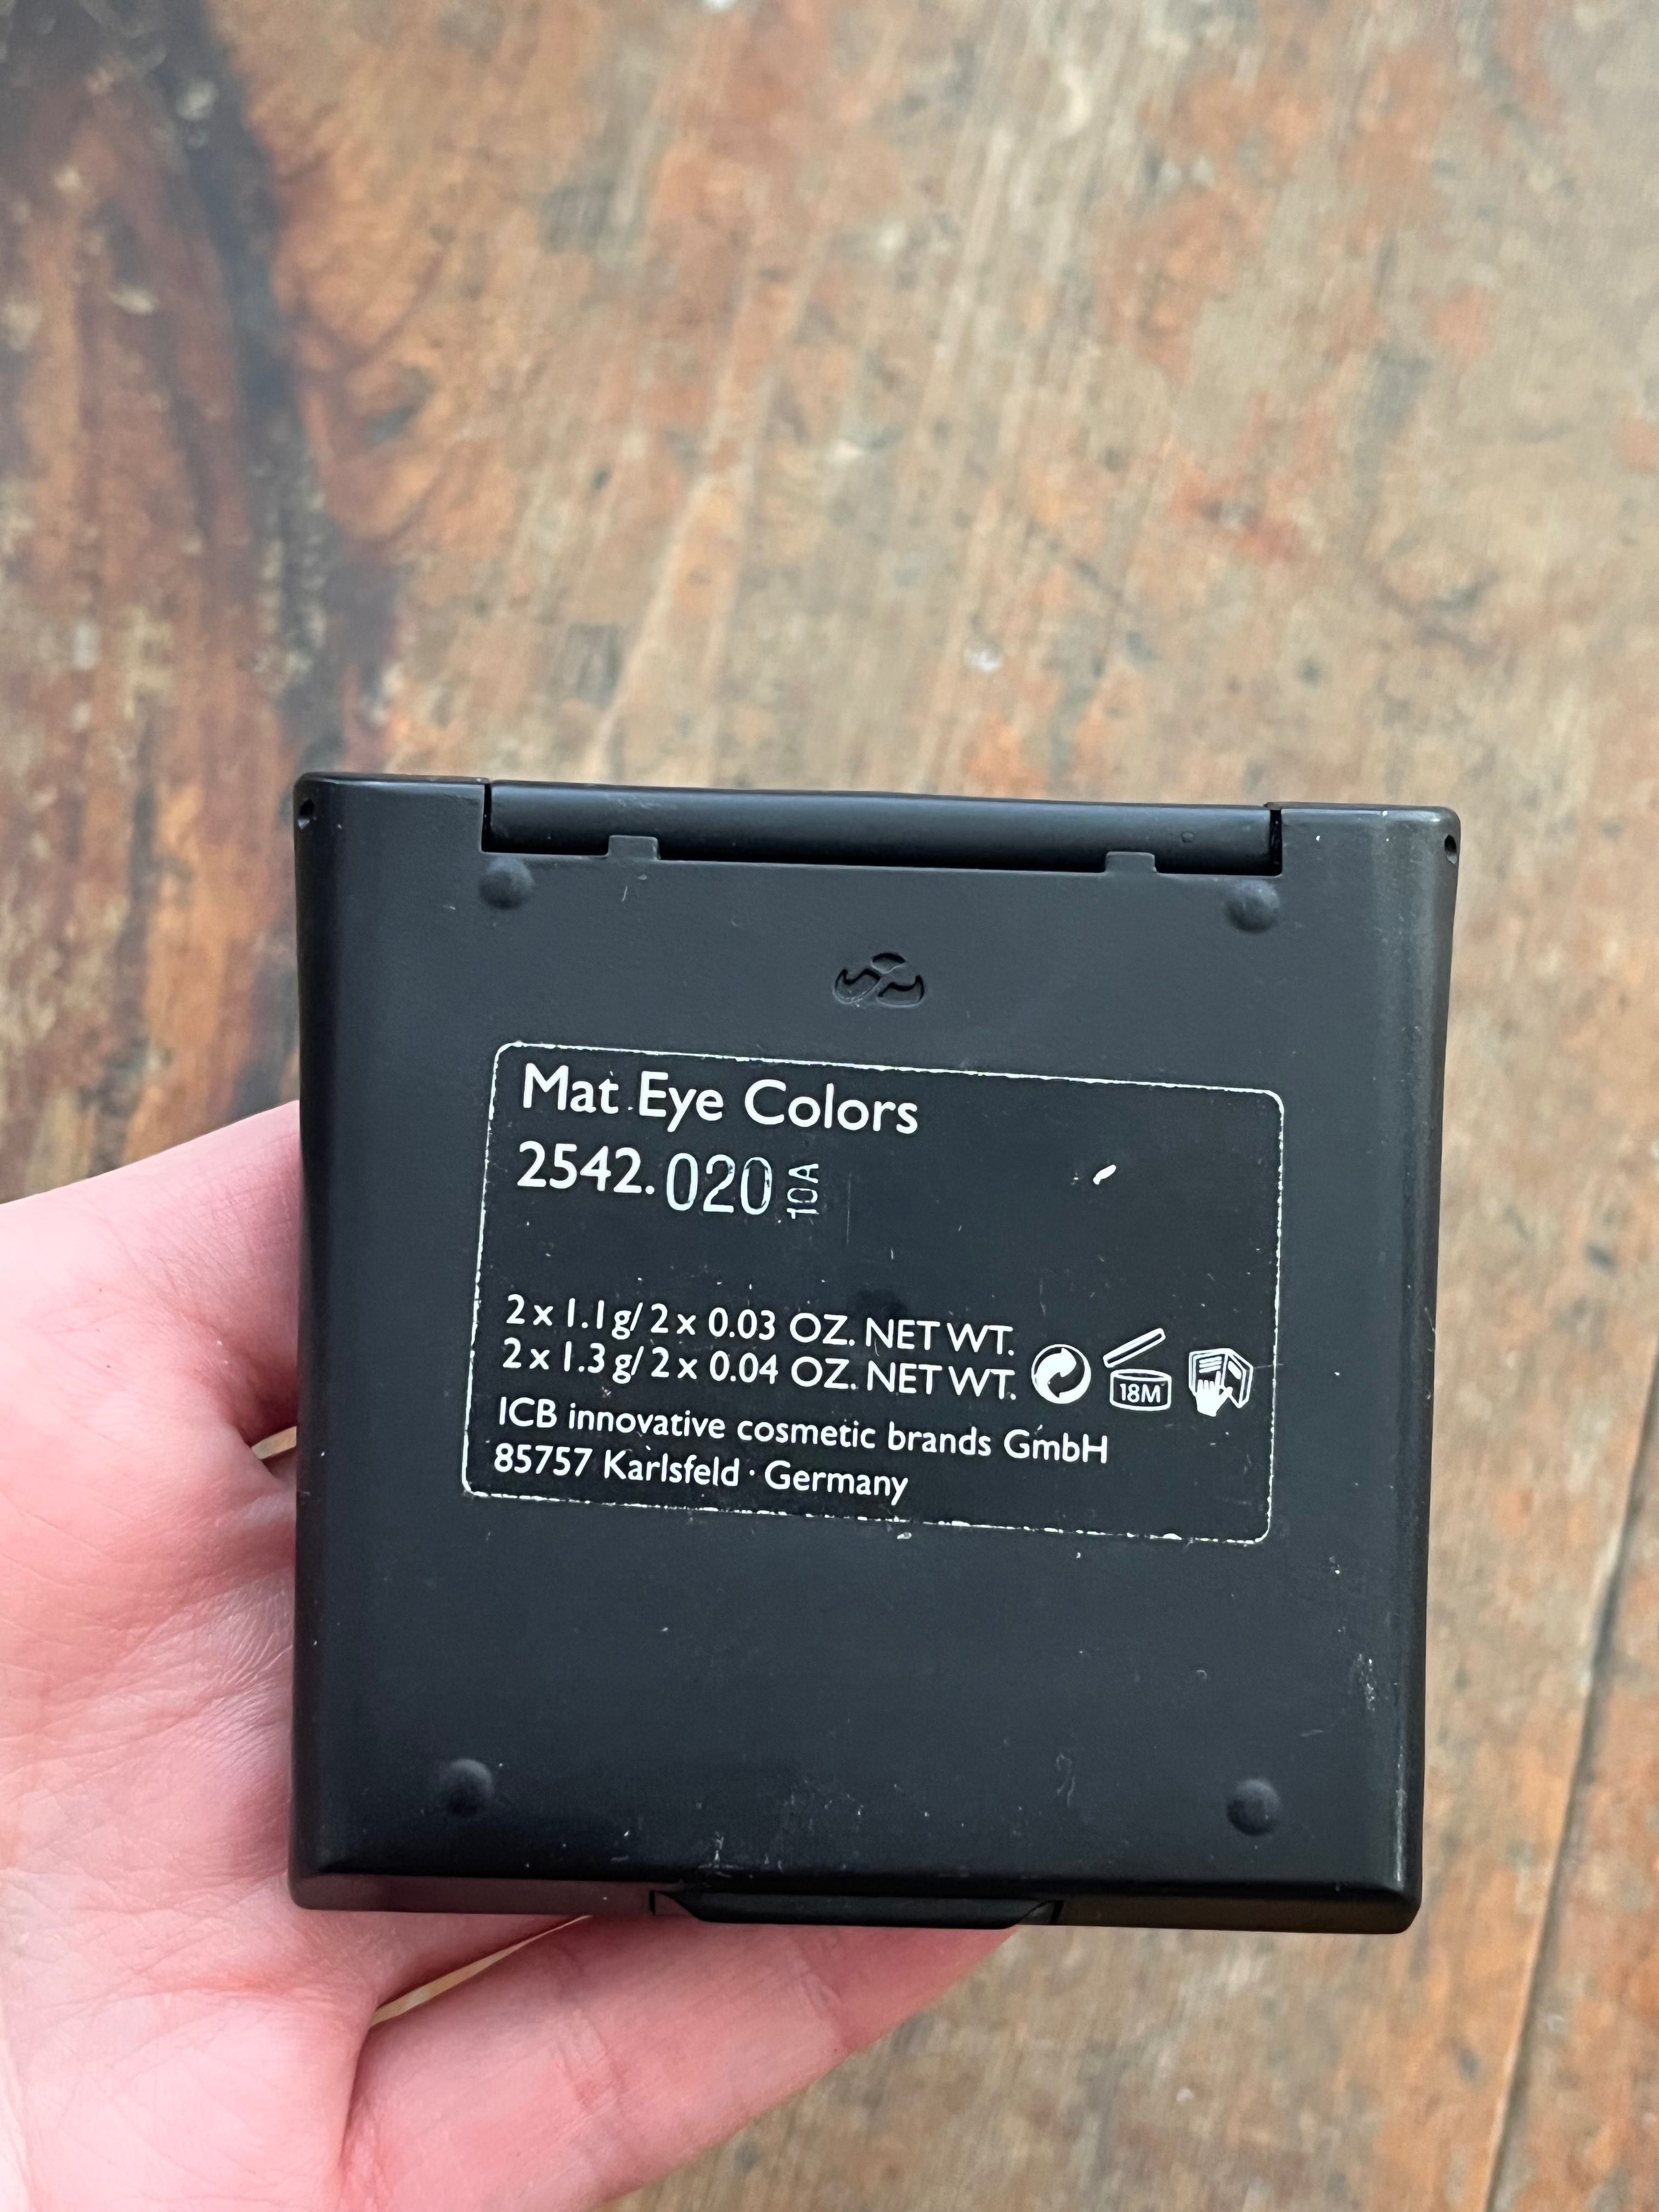 Mat Eye Colors
2542.020 10A
2 x 1.1 g/ 2 x 0.03 OZ. NET WT.
2 x 1.3 g/ 2 x 0.04 OZ. NET WT.
18M
ICB innovative cosmetic brands GmbH
85757 Karlsfeld · Germany